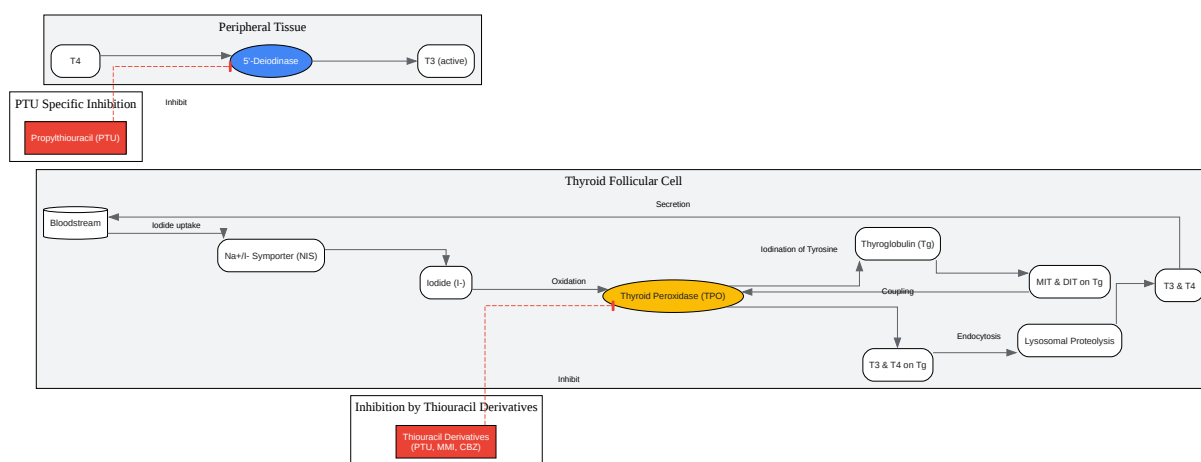 Peripheral Tissue
T4
5'-Deiodinase
T3 (active)
PTU Specific Inhibition
Inhibit
Propylthiouracil (PTU)
Thyroid Follicular Cell
Secretion
Bloodstream
Iodide uptake
Na+/I- Symporter (NIS)
Iodide (I-)
Oxidation
Thyroid Peroxidase (TPO)
Iodination of Tyrosine
Thyroglobulin (Tg)
Coupling
MIT & DIT on Tg
T3 & T4
Endocytosis
Lysosomal Proteolysis
T3 & T4 on Tg
Inhibit
Inhibition by Thiouracil Derivatives
Thiouracil Derivatives
(PTU, MMI, CBZ)